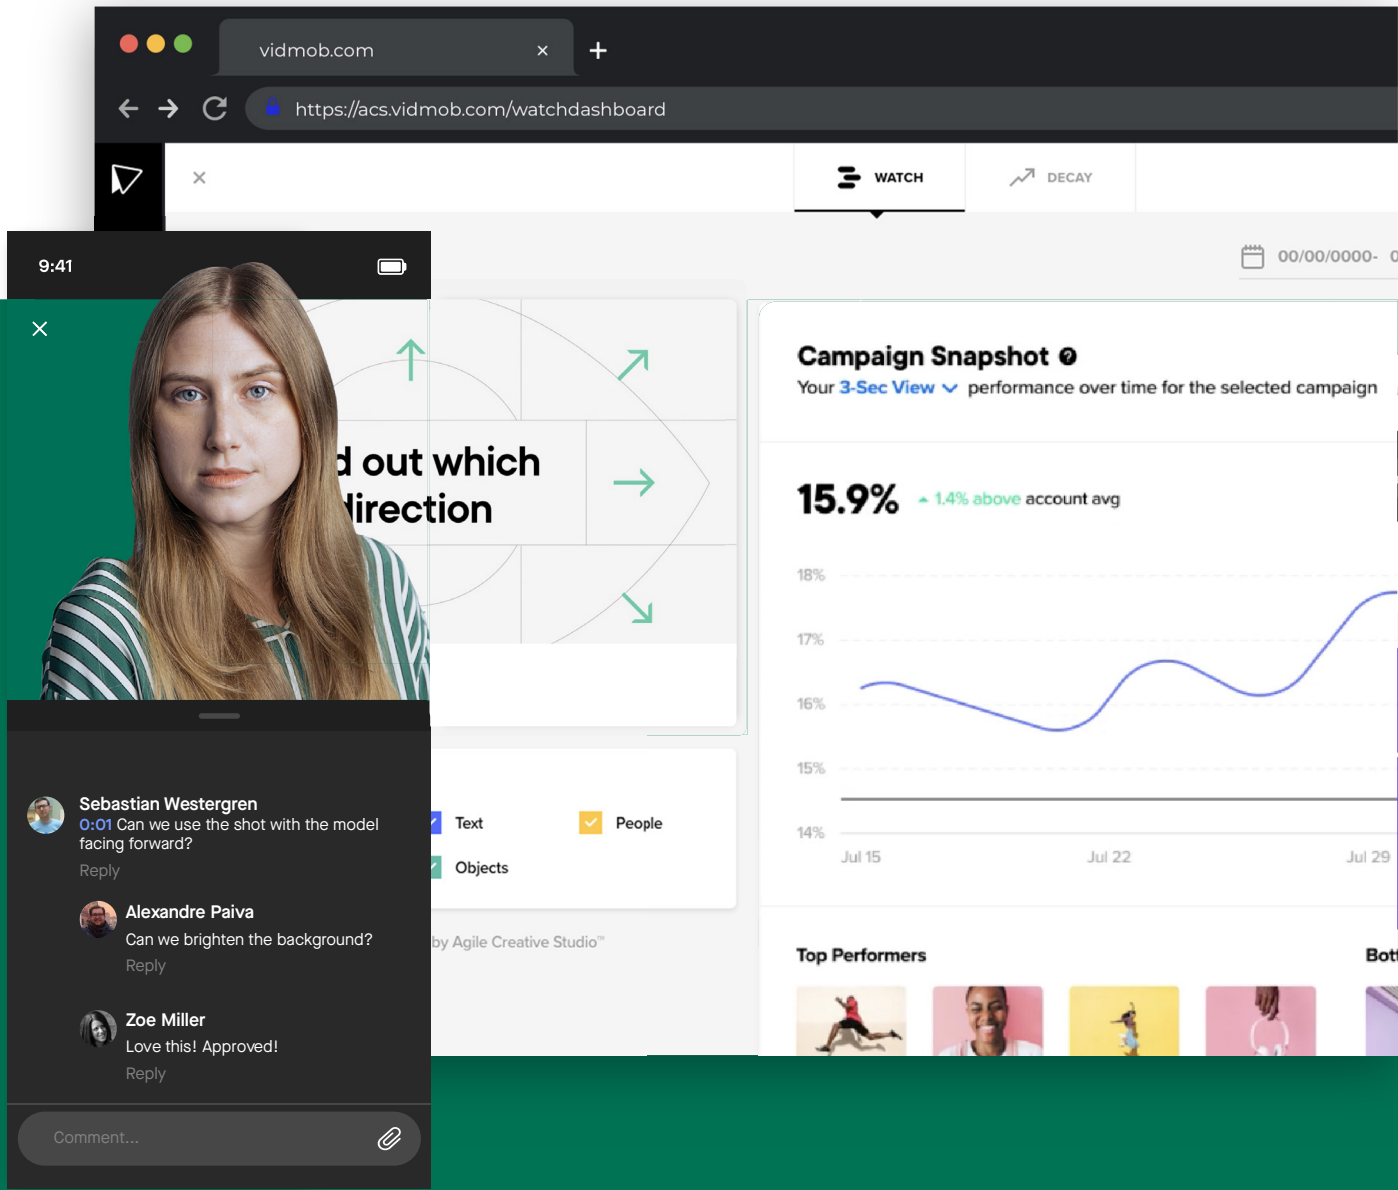 vidmob.com
https://acs.vidmob.com/watchdashboard
WATCH
DECAY
9:41
00/00/0000-
Campaign Snapshot
Your 3-Sec View performance over time for the selected campaign
d out which
direction
15.9% 1.4% above account avg
18%
17%
16%
15%
14%
Jul 15
Jul 22
Jul 29
Text
People
Objects
by Agile Creative Studio™
Top Performers
Sebastian Westergren
0:01 Can we use the shot with the model
facing forward?
Reply
Alexandre Paiva
Can we brighten the background?
Reply
Zoe Miller
Love this! Approved!
Reply
Comment...